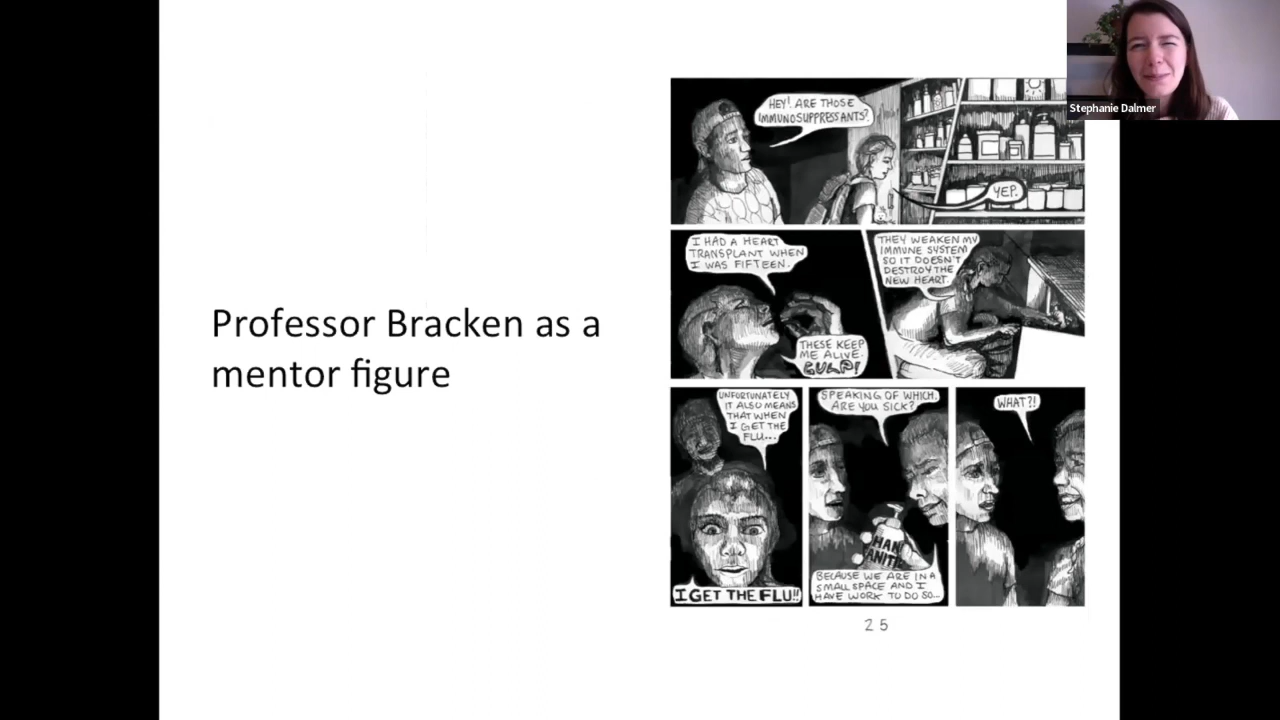 Stephanie Dalmer
Professor Bracken as a
mentor figure
HEY! ARE THOSE
IMMUNOSUPPRESSANTS?
YEP.
I HAD A HEART
TRANSPLANT WHEN
I WAS FIFTEEN.
THESE KEEP
ME ALIVE.
GULP!
THEY WEAKEN MY
IMMUNE SYSTEM
SO IT DOESN'T
DESTROY THE
NEW HEART.
UNFORTUNATELY
IT ALSO MEANS
THAT WHEN
I GET THE
FLU...
I GET THE FLU!!
SPEAKING OF WHICH.
ARE YOU SICK?
HAN
ANITI
BECAUSE WE ARE IN A
SMALL SPACE AND I
HAVE WORK TO DO SO...
WHAT?!
25